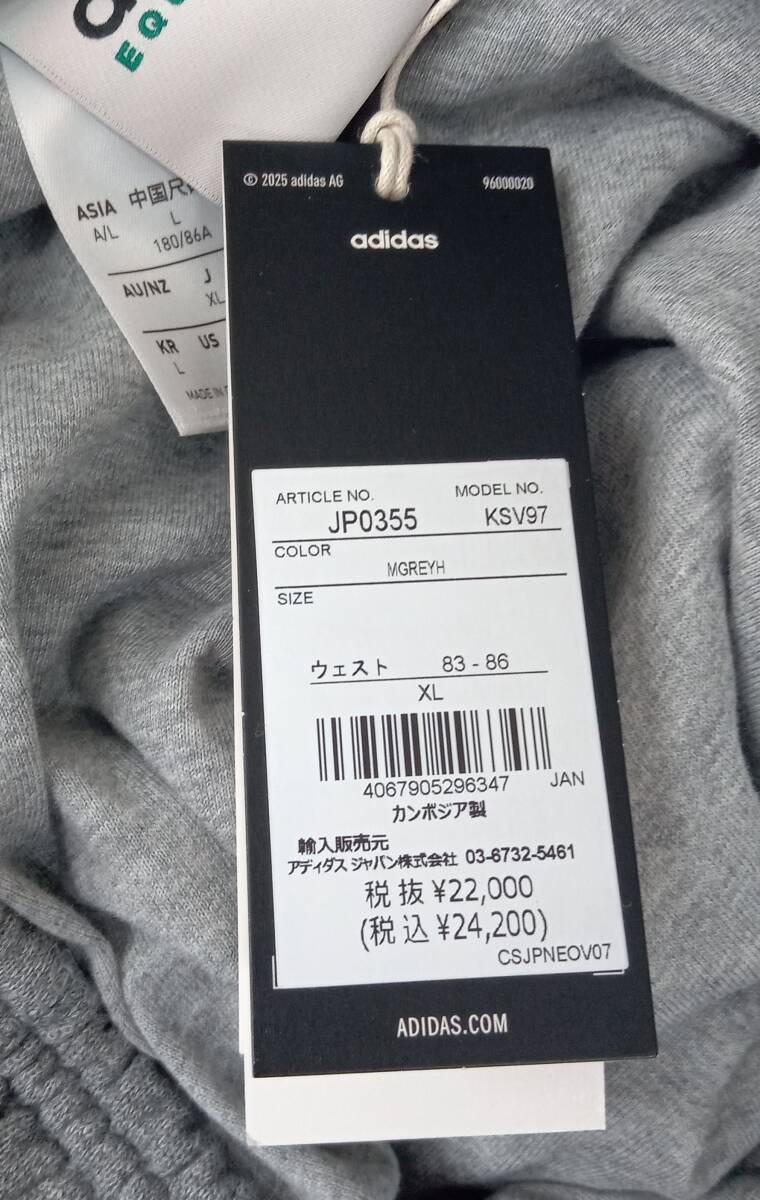 EQU
ASIA 中国尺
A/L L
180/86A
AU/NZ J
XL
KR US
L
MADE IN
© 2025 adidas AG 96000020
adidas
ARTICLE NO. MODEL NO.
JP0355 KSV97
COLOR
MGREYH
SIZE
ウェスト 83 - 86
XL
4067905296347 JAN
カンボジア製
輸入販売元
アディダス ジャパン株式会社 03-6732-5461
税 抜 ¥22,000
(税 込 ¥24,200)
CSJPNEOV07
ADIDAS.COM